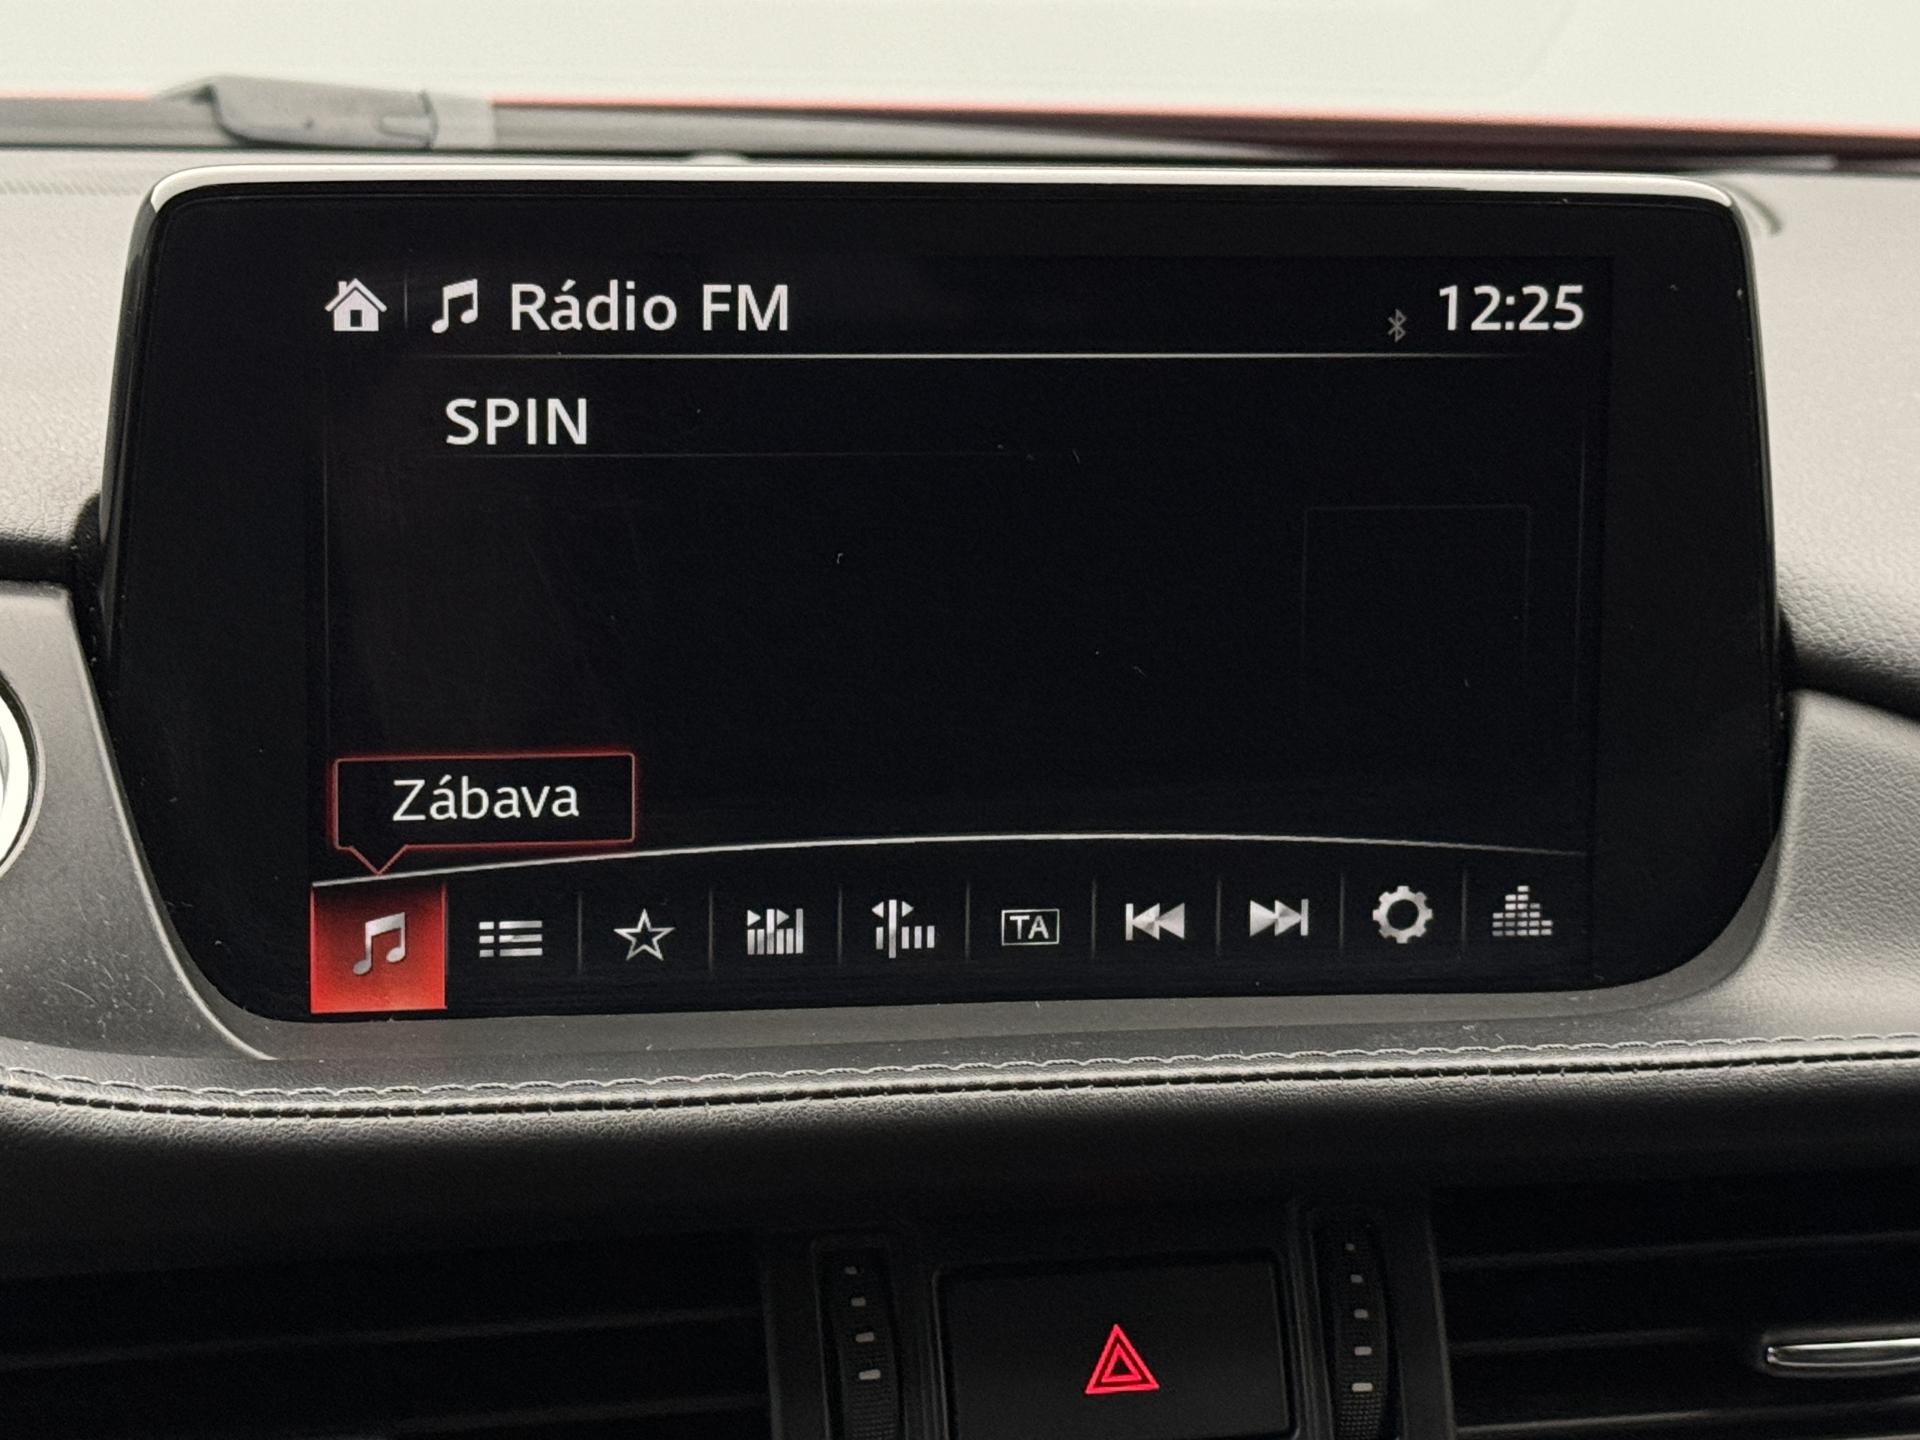 Rádio FM
12:25
SPIN
Zábava
TA